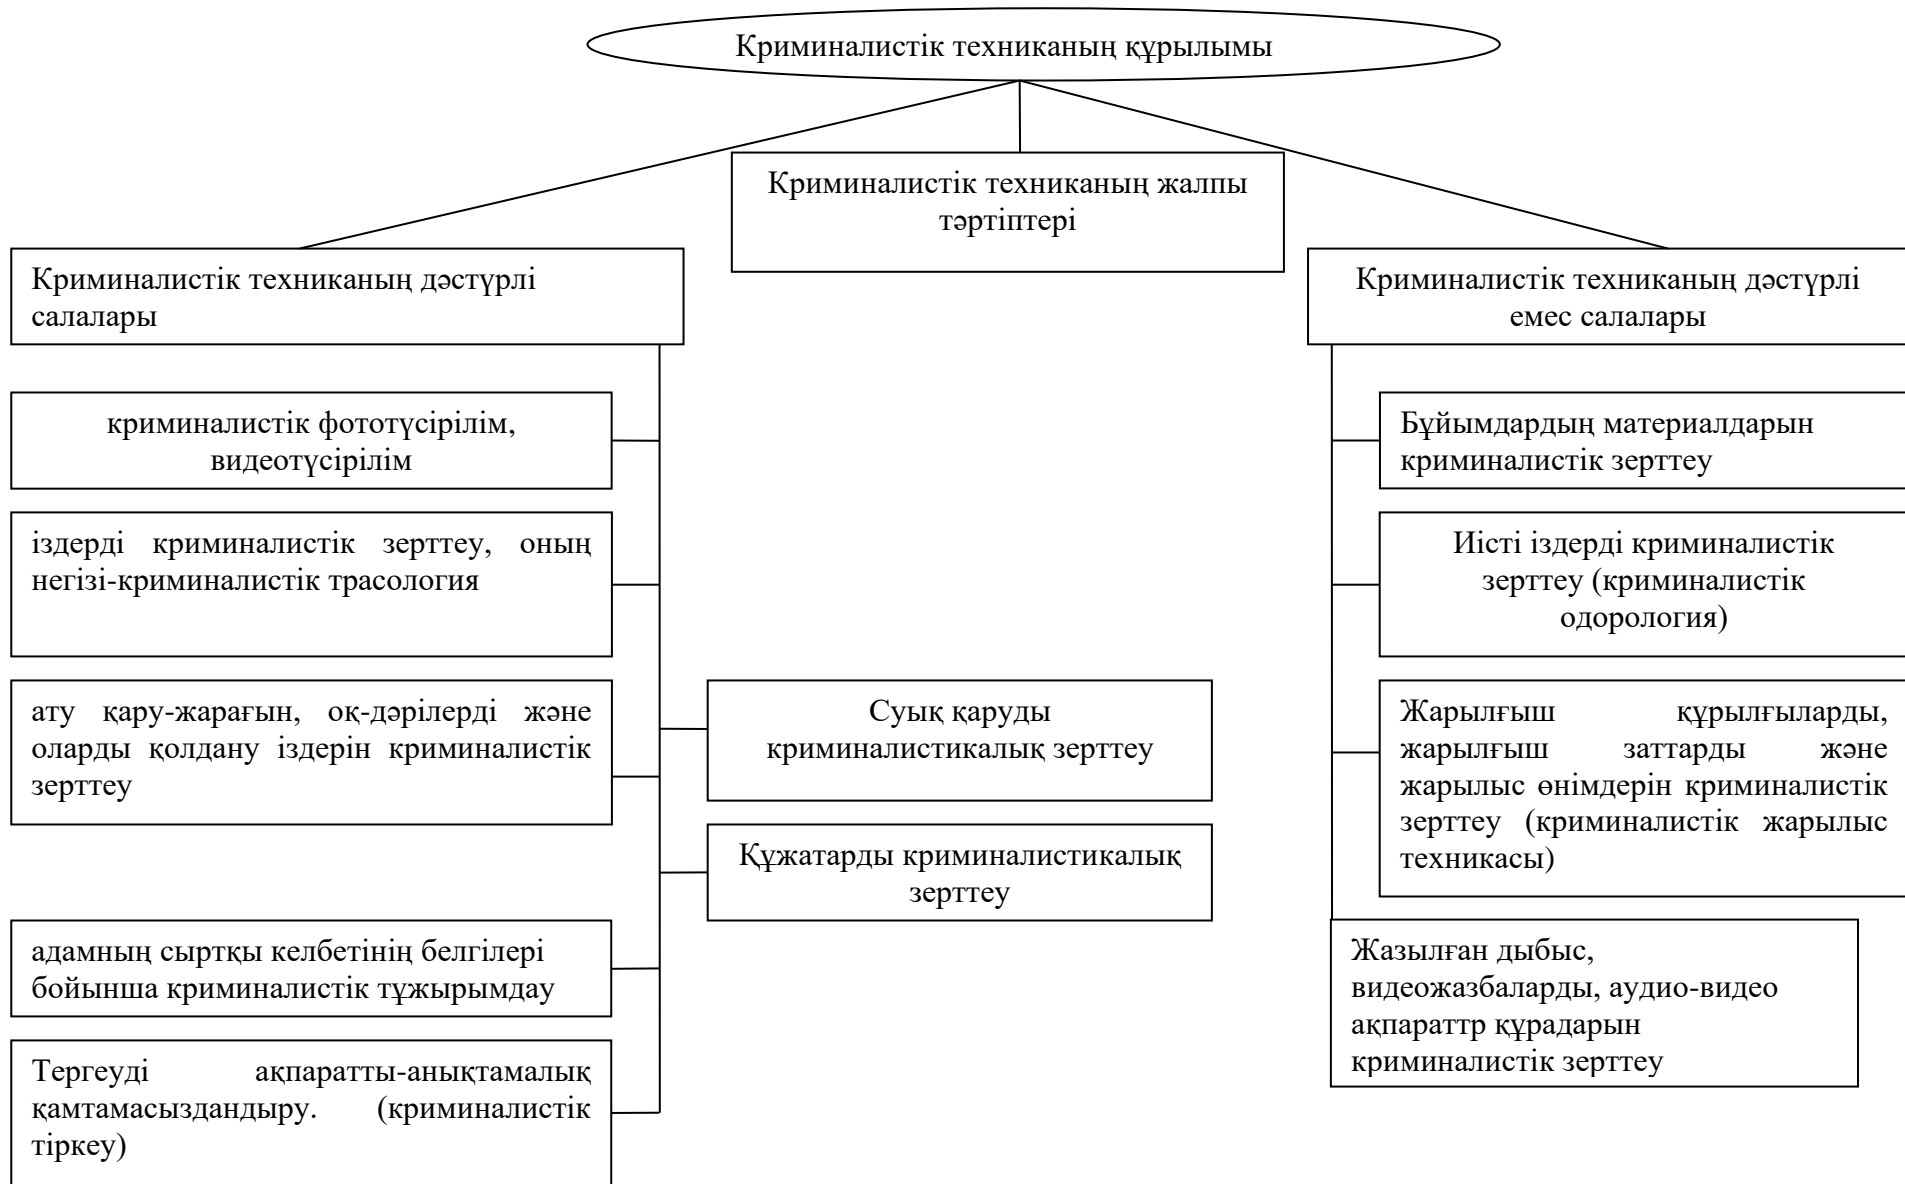 Криминалистік техниканың құрылымы
Криминалистік техниканың жалпы
тәртіптері
Криминалистік техниканың дәстүрлі
салалары
Криминалистік техниканың дәстүрлі
емес салалары
криминалистік фототүсірілім,
видеотүсірілім
іздерді криминалистік зерттеу, оның
негізі-криминалистік трасология
ату қару-жарағын, оқ-дәрілерді және
оларды қолдану іздерін криминалистік
зерттеу
Суық қаруды
криминалистикалық зерттеу
Құжатарды криминалистикалық
зерттеу
адамның сыртқы келбетінің белгілері
бойынша криминалистік тұжырымдау
Тергеуді ақпаратты-анықтамалық
қамтамасыздандыру. (криминалистік
тіркеу)
Бұйымдардың материалдарын
криминалистік зерттеу
Иісті іздерді криминалистік
зерттеу (криминалистік
одорология)
Жарылғыш құрылғыларды,
жарылғыш заттарды және
жарылыс өнімдерін криминалистік
зерттеу (криминалистік жарылыс
техникасы)
Жазылған дыбыс,
видеожазбаларды, аудио-видео
ақпараттр құрадарын
криминалистік зерттеу